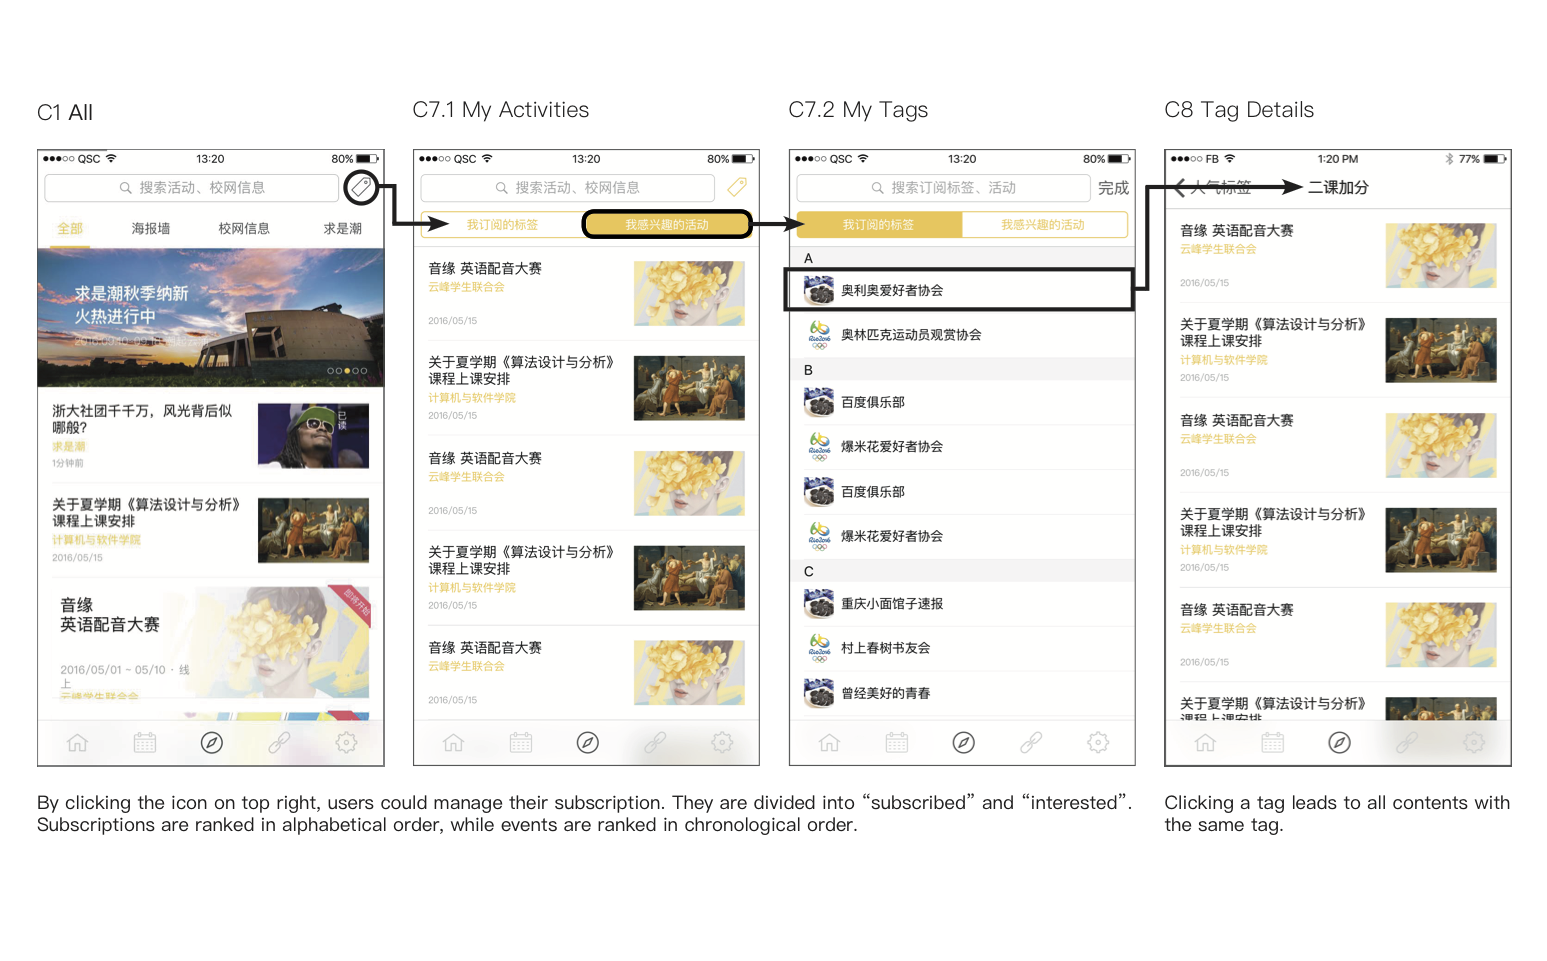 C1 All
C7.1 My Activities
C7.2 My Tags
C8 Tag Details
QSC
13:20
80%
搜索活动、校网信息
全部
海报墙
校网信息
求是潮
求是潮秋季纳新
火热进行中
浙大社团千千万，风光背后似
哪般?
求是潮
1分钟前
已读
关于夏学期《算法设计与分析》
课程上课安排
计算机与软件学院
2016/05/15
音缘
英语配音大赛
2016/05/01 ~ 05/10 · 线
上
云峰学生联合会
即将开始
QSC
13:20
80%
搜索活动、校网信息
我订阅的标签
我感兴趣的活动
音缘 英语配音大赛
云峰学生联合会
2016/05/15
关于夏学期《算法设计与分析》
课程上课安排
计算机与软件学院
2016/05/15
音缘 英语配音大赛
云峰学生联合会
2016/05/15
关于夏学期《算法设计与分析》
课程上课安排
计算机与软件学院
2016/05/15
音缘 英语配音大赛
云峰学生联合会
2016/05/15
QSC
13:20
80%
搜索订阅标签、活动
完成
我订阅的标签
我感兴趣的活动
A
奥利奥爱好者协会
Rio2016
奥林匹克运动员观赏协会
B
百度俱乐部
Rio2016
爆米花爱好者协会
百度俱乐部
Rio2016
爆米花爱好者协会
C
重庆小面馆子速报
Rio2016
村上春树书友会
曾经美好的青春
FB
1:20 PM
77%
人气标签
二课加分
音缘 英语配音大赛
云峰学生联合会
2016/05/15
关于夏学期《算法设计与分析》
课程上课安排
计算机与软件学院
2016/05/15
音缘 英语配音大赛
云峰学生联合会
2016/05/15
关于夏学期《算法设计与分析》
课程上课安排
计算机与软件学院
2016/05/15
音缘 英语配音大赛
云峰学生联合会
2016/05/15
关于夏学期《算法设计与分析》
课程上课安排
By clicking the icon on top right, users could manage their subscription. They are divided into “subscribed” and “interested”.
Subscriptions are ranked in alphabetical order, while events are ranked in chronological order.
Clicking a tag leads to all contents with
the same tag.